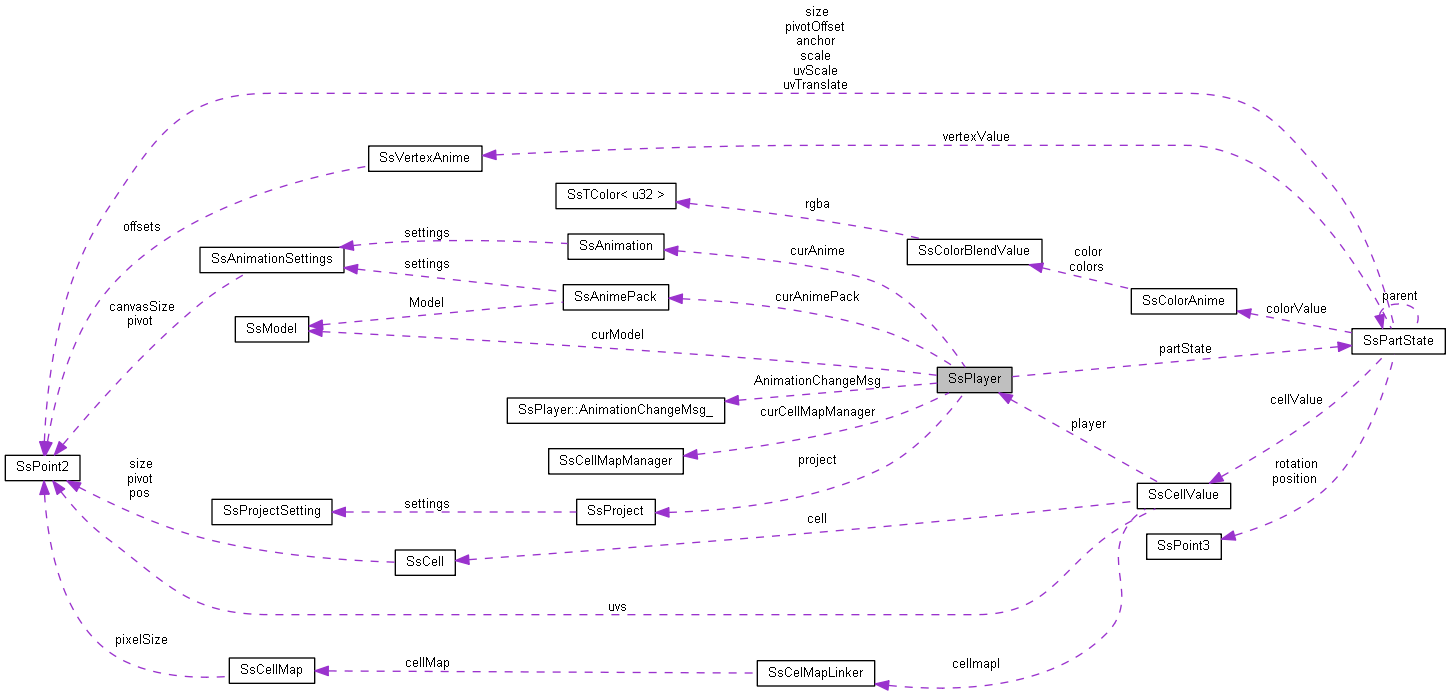 size
pivotOffset
anchor
scale
uvScale
uvTranslate
vertexValue
SsVertexAnime
SsTColor< u32 >
rgba
offsets
settings
SsAnimation
curAnime
SsColorBlendValue
color
colors
SsAnimationSettings
settings
SsAnimePack
curAnimePack
SsColorAnime
parent
canvasSize
pivot
Model
colorValue
SsModel
curModel
SsPartState
partState
SsPlayer
AnimationChangeMsg
SsPlayer::AnimationChangeMsg_
curCellMapManager
cellValue
player
SsPoint2
size
pivot
pos
SsCellMapManager
project
rotation
position
SsCellValue
SsProjectSetting
settings
SsProject
cell
SsPoint3
SsCell
uvs
pixelSize
SsCellMap
cellMap
SsCelMapLinker
cellmapl